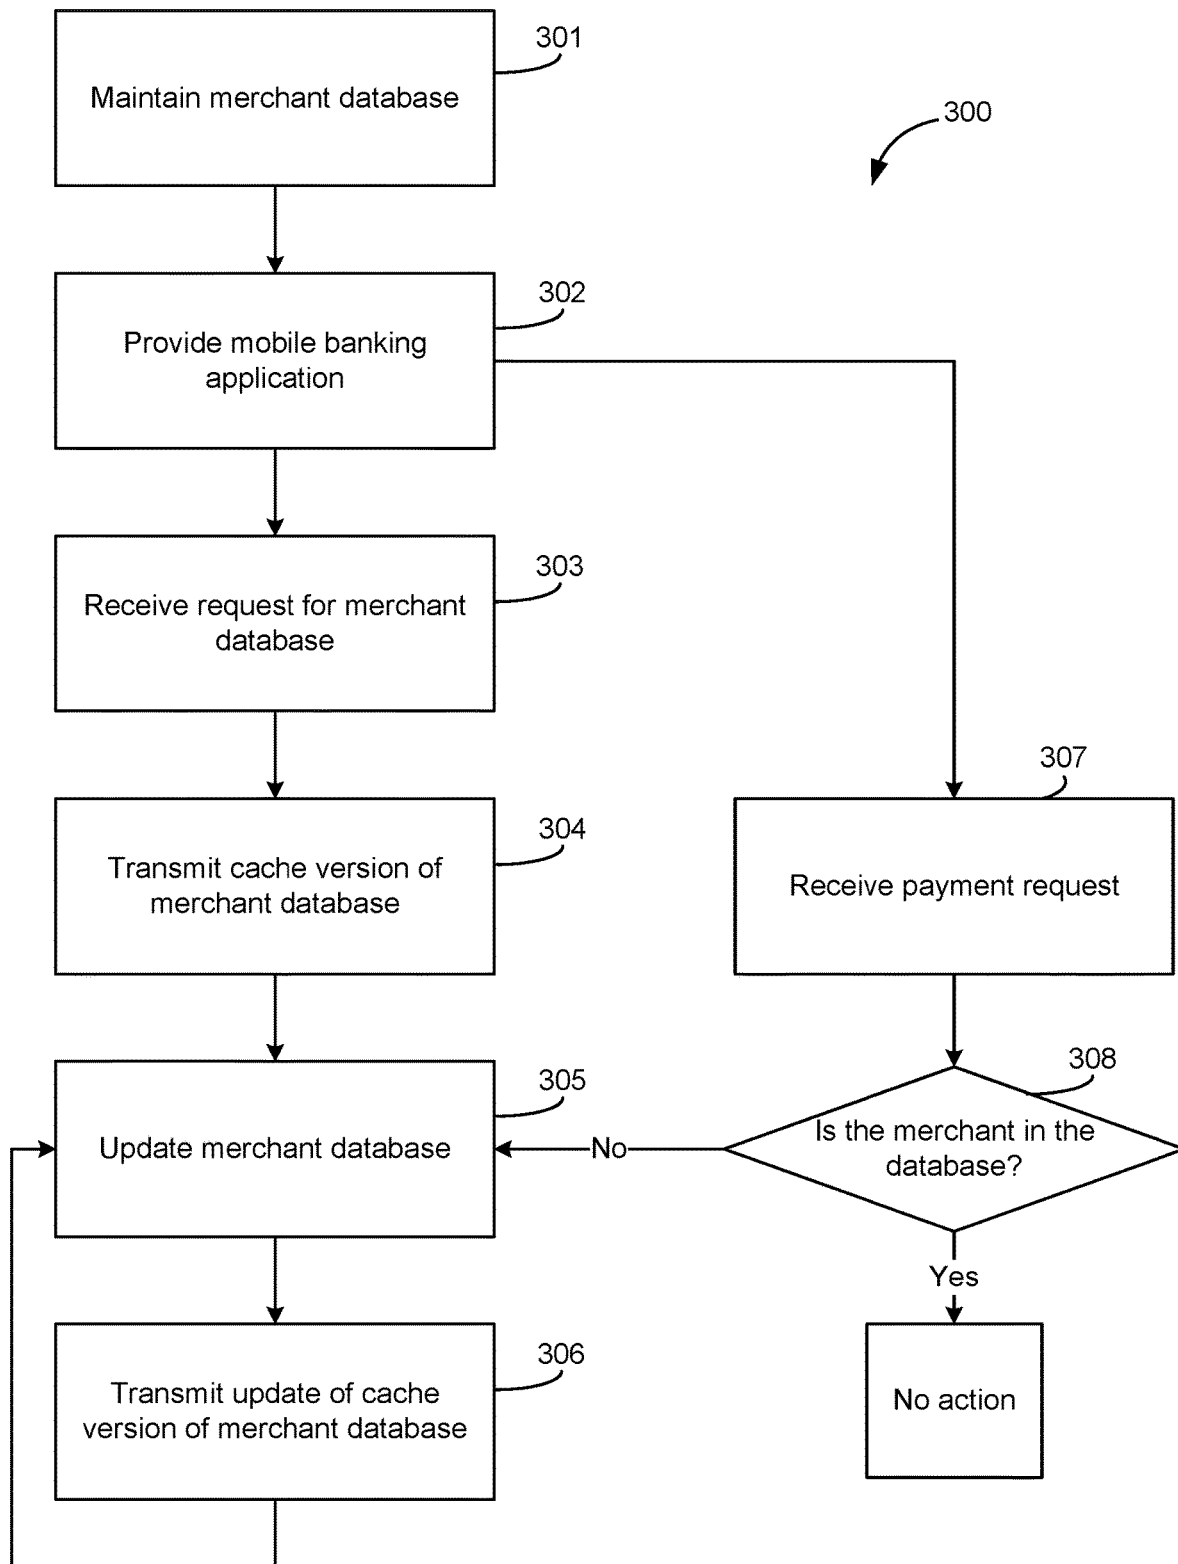 301
Maintain merchant database
300
302
Provide mobile banking
application
303
Receive request for merchant
database
304
Transmit cache version of
merchant database
307
Receive payment request
305
Update merchant database
308
Is the merchant in the
database?
No
Yes
306
Transmit update of cache
version of merchant database
No action